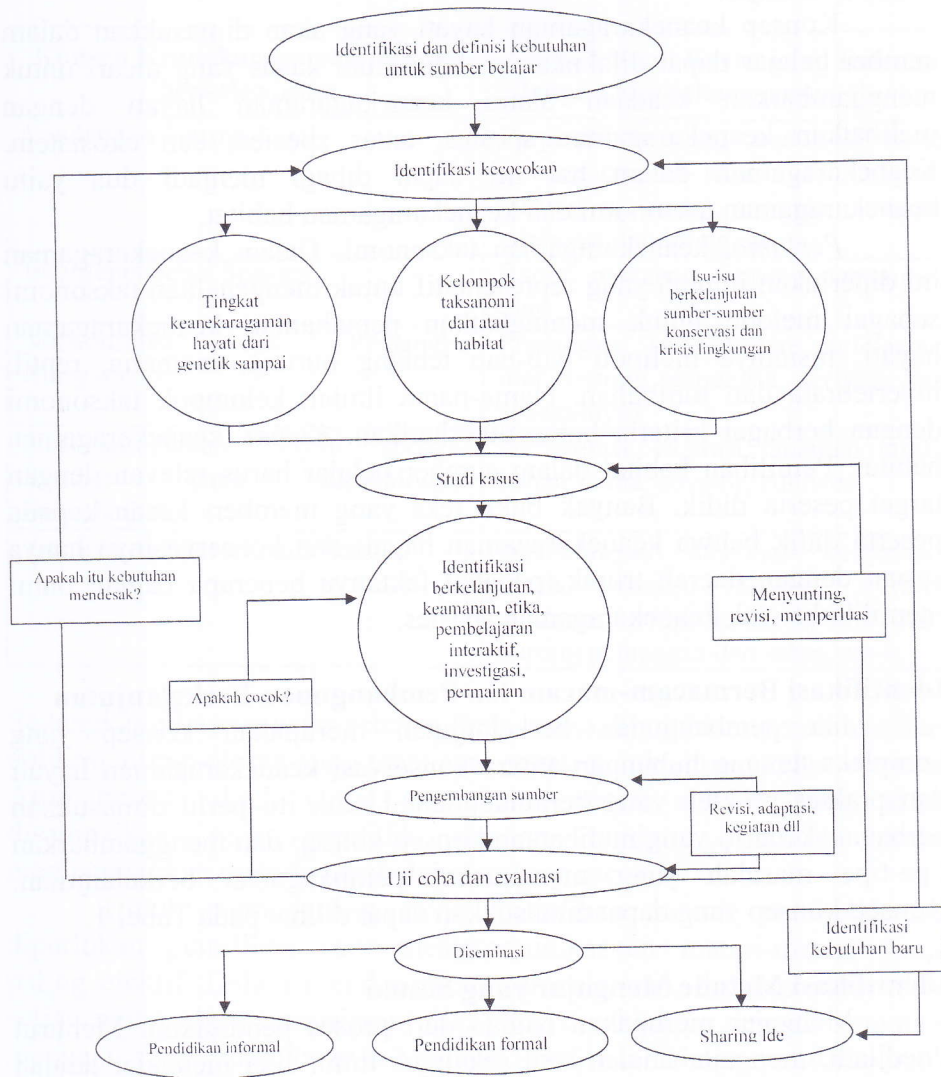 Identifikasi dan definisi kebutuhan
untuk sumber belajar
Identifikasi kecocokan
Tingkat
keanekaragaman
hayati dari
genetik sampai
Kelompok
taksanomi
dan atau
habitat
Isu-isu
berkelanjutan
sumber-sumber
konservasi dan
krisis lingkungan
Studi kasus
Apakah itu kebutuhan
mendesak?
Identifikasi
berkelanjutan,
keamanan, etika,
pembelajaran
interaktif,
investigasi,
permainan
Menyunting,
revisi, memperluas
Apakah cocok?
Pengembangan sumber
Revisi, adaptasi,
kegiatan dll
Uji coba dan evaluasi
Identifikasi
kebutuhan baru
Diseminasi
Pendidikan informal
Pendidikan formal
Sharing Ide